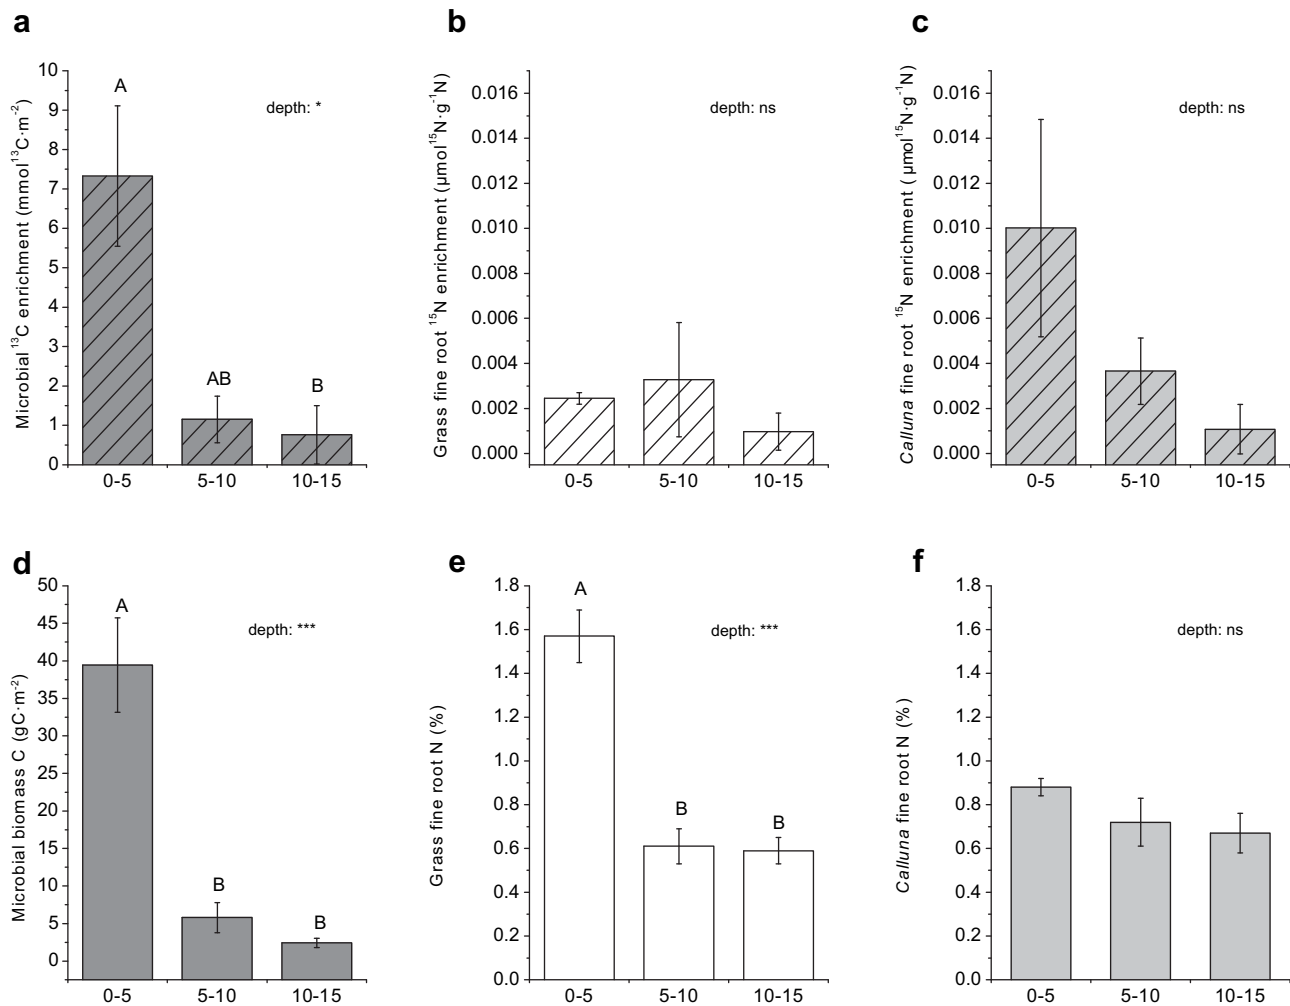 a
Microbial ¹³C enrichment (mmol¹³C·m⁻²)
10
9
8
7
6
5
4
3
2
1
0
A
AB
B
depth: *
0-5
5-10
10-15
b
Grass fine root ¹⁵N enrichment (µmol¹⁵N·g⁻¹N)
0.016
0.014
0.012
0.010
0.008
0.006
0.004
0.002
0.000
depth: ns
0-5
5-10
10-15
c
Calluna fine root ¹⁵N enrichment ( µmol¹⁵N·g⁻¹N)
0.016
0.014
0.012
0.010
0.008
0.006
0.004
0.002
0.000
depth: ns
0-5
5-10
10-15
d
Microbial biomass C (gC·m⁻²)
50
45
40
35
30
25
20
15
10
5
0
A
B
B
depth: ***
0-5
5-10
10-15
e
Grass fine root N (%)
1.8
1.6
1.4
1.2
1.0
0.8
0.6
0.4
0.2
0.0
A
B
B
depth: ***
0-5
5-10
10-15
f
Calluna fine root N (%)
1.8
1.6
1.4
1.2
1.0
0.8
0.6
0.4
0.2
0.0
depth: ns
0-5
5-10
10-15